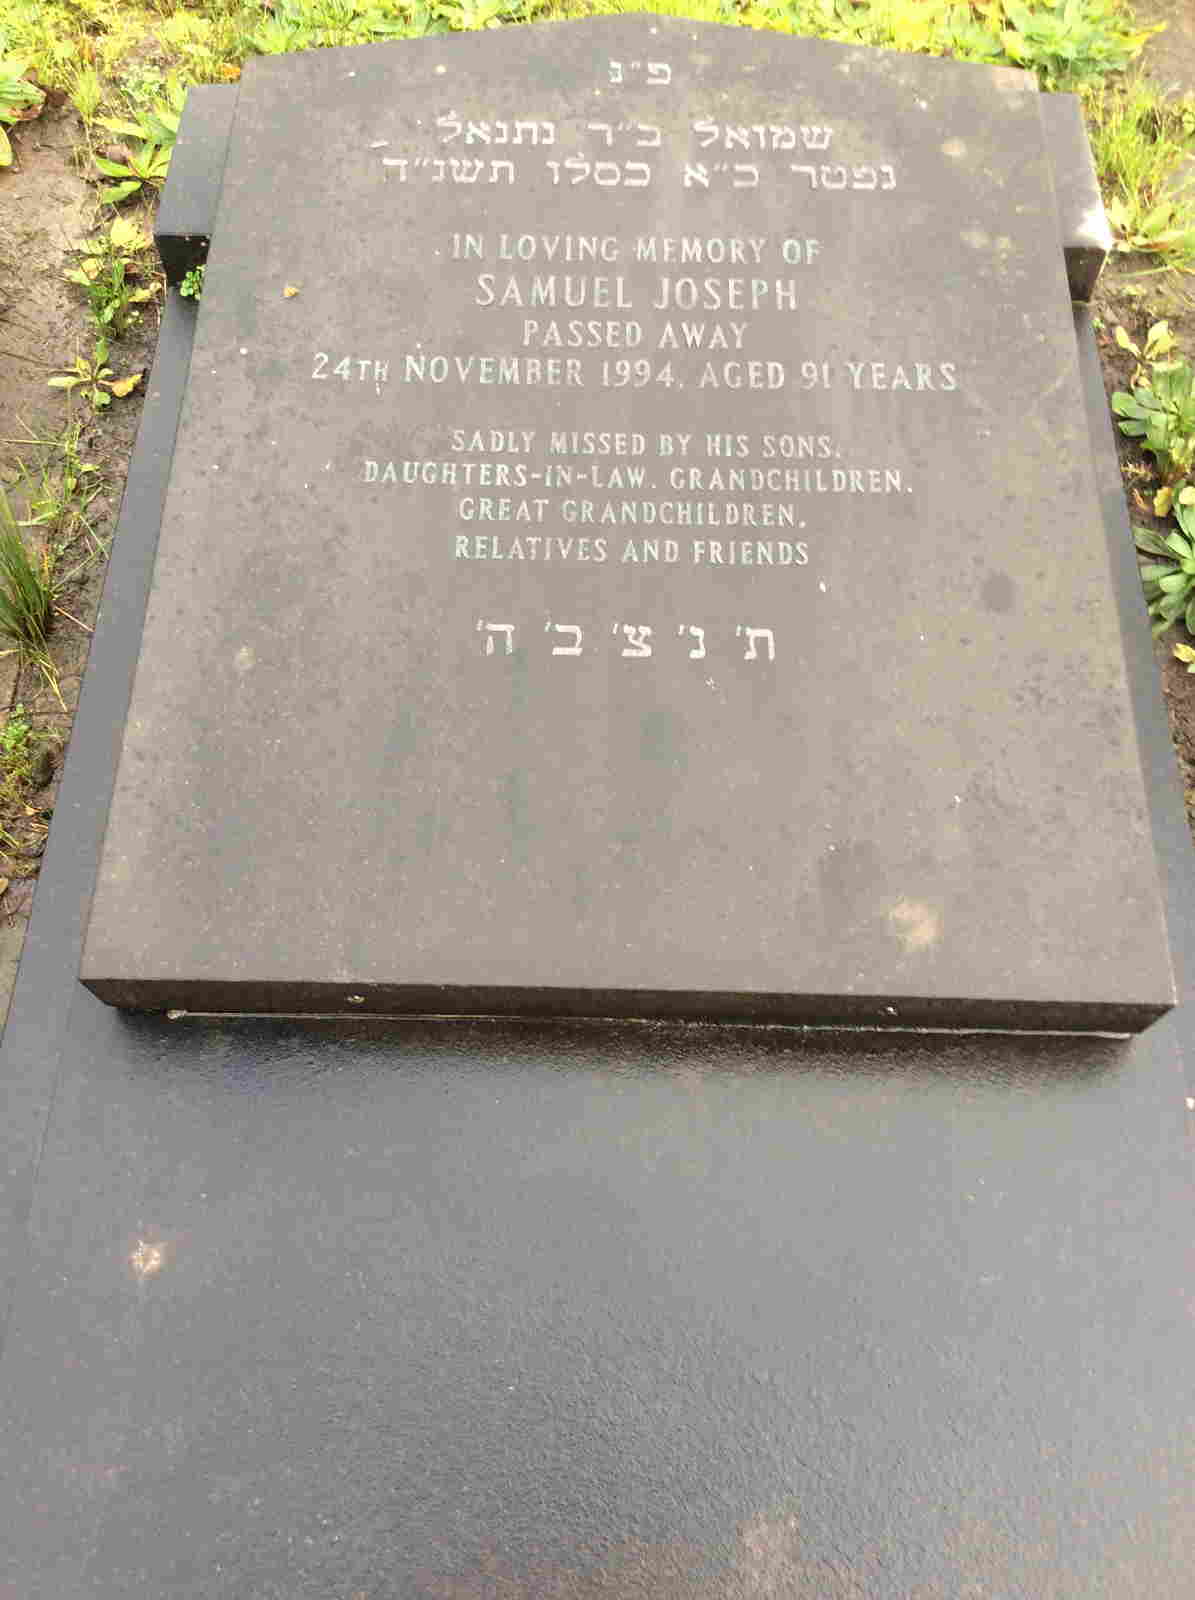 פ״נ
שמואל ב״ר נתנאל
נפטר כ״א כסלו תשנ״ה
IN LOVING MEMORY OF
SAMUEL JOSEPH
PASSED AWAY
24TH NOVEMBER 1994, AGED 91 YEARS
SADLY MISSED BY HIS SONS,
DAUGHTERS-IN-LAW, GRANDCHILDREN,
GREAT GRANDCHILDREN,
RELATIVES AND FRIENDS
ת׳ נ׳ צ׳ ב׳ ה׳